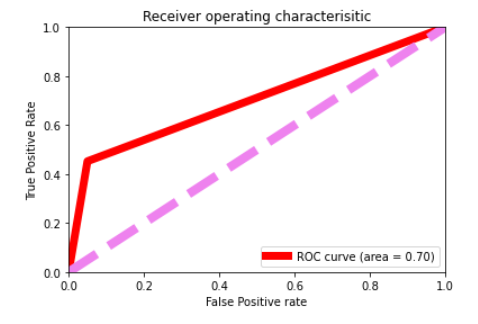 Receiver operating characterisitic
1.0
0.8
0.6
0.4
0.2
0.0
True Positive Rate
ROC curve (area = 0.70)
0.0 0.2 0.4 0.6 0.8 1.0
False Positive rate